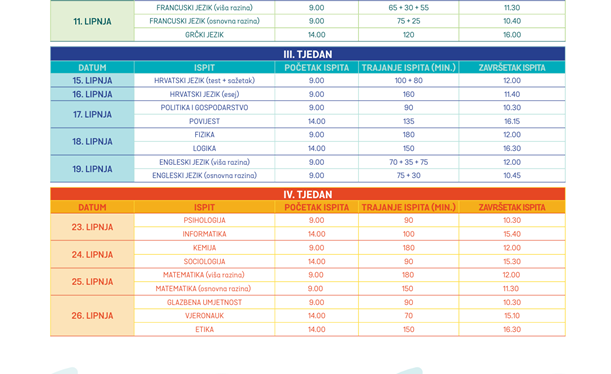 FRANCUSKI JEZIK (viša razina) 9.00 65 + 30 + 55 11.30
11. LIPNJA FRANCUSKI JEZIK (osnovna razina) 9.00 75 + 25 10.40
GRČKI JEZIK 14.00 120 16.00
III. TJEDAN
DATUM ISPIT POČETAK ISPITA TRAJANJE ISPITA (MIN.) ZAVRŠETAK ISPITA
15. LIPNJA HRVATSKI JEZIK (test + sažetak) 9.00 100 + 80 12.00
16. LIPNJA HRVATSKI JEZIK (esej) 9.00 160 11.40
17. LIPNJA POLITIKA I GOSPODARSTVO 9.00 90 10.30
POVIJEST 14.00 135 16.15
18. LIPNJA FIZIKA 9.00 180 12.00
LOGIKA 14.00 150 16.30
19. LIPNJA ENGLESKI JEZIK (viša razina) 9.00 70 + 35 + 75 12.00
ENGLESKI JEZIK (osnovna razina) 9.00 75 + 30 10.45
IV. TJEDAN
DATUM ISPIT POČETAK ISPITA TRAJANJE ISPITA (MIN.) ZAVRŠETAK ISPITA
23. LIPNJA PSIHOLOGIJA 9.00 90 10.30
INFORMATIKA 14.00 100 15.40
24. LIPNJA KEMIJA 9.00 180 12.00
SOCIOLOGIJA 14.00 90 15.30
25. LIPNJA MATEMATIKA (viša razina) 9.00 180 12.00
MATEMATIKA (osnovna razina) 9.00 150 11.30
GLAZBENA UMJETNOST 9.00 90 10.30
26. LIPNJA VJERONAUK 14.00 70 15.10
ETIKA 14.00 150 16.30